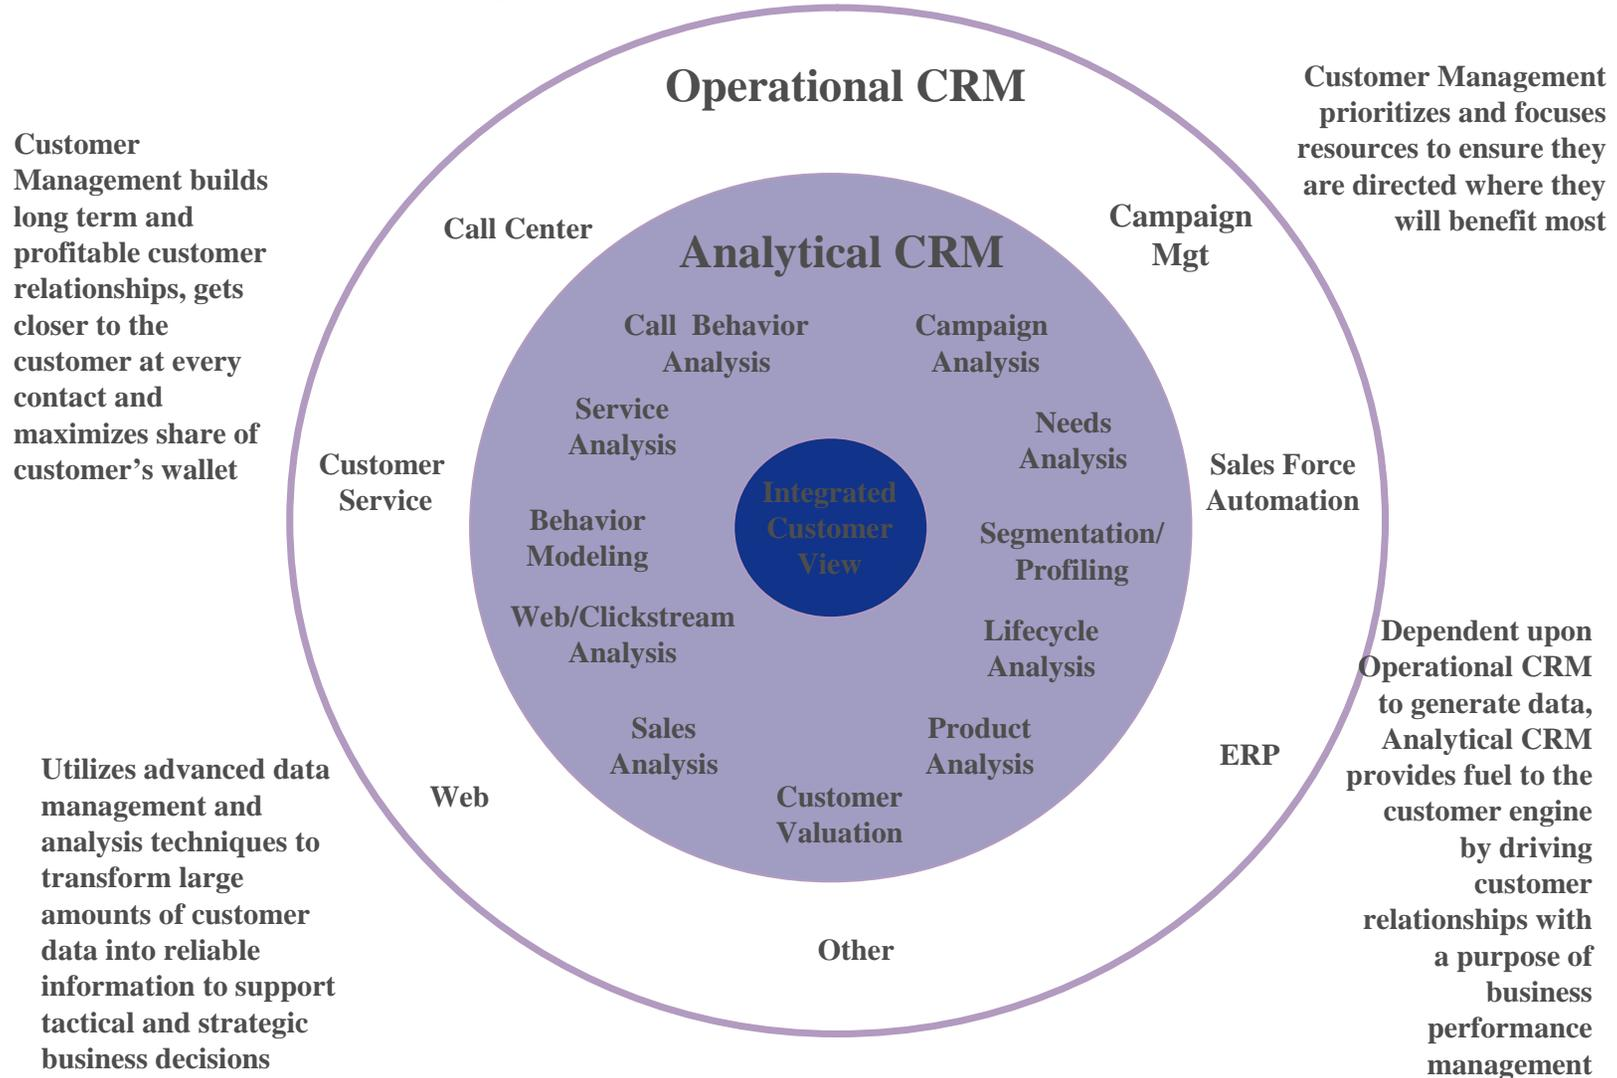 Operational CRM
Customer Management
prioritizes and focuses
resources to ensure they
are directed where they
will benefit most
Customer
Management builds
long term and
profitable customer
relationships, gets
closer to the
customer at every
contact and
maximizes share of
customer’s wallet
Call Center
Campaign
Mgt
Analytical CRM
Call  Behavior
Analysis
Campaign
Analysis
Service
Analysis
Needs
Analysis
Customer
Service
Sales Force
Automation
Integrated
Customer
View
Behavior
Modeling
Segmentation/
Profiling
Web/Clickstream
Analysis
Lifecycle
Analysis
Sales
Analysis
Product
Analysis
Customer
Valuation
Web
ERP
Other
Utilizes advanced data
management and
analysis techniques to
transform large
amounts of customer
data into reliable
information to support
tactical and strategic
business decisions
Dependent upon
Operational CRM
to generate data,
Analytical CRM
provides fuel to the
customer engine
by driving
customer
relationships with
a purpose of
business
performance
management